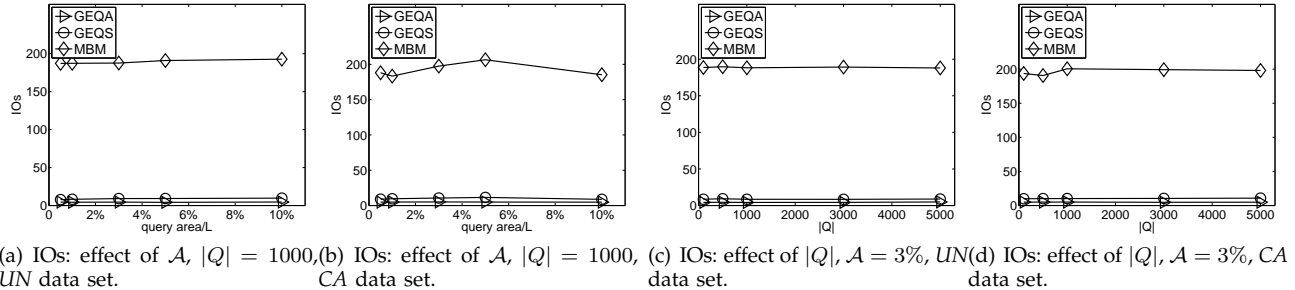 GEQA
GEQS
MBM
IOs
200
150
100
50
0
0 2% 4% 6% 8% 10%
query area/L
GEQA
GEQS
MBM
IOs
200
150
100
50
0
0 2% 4% 6% 8% 10%
query area/L
GEQA
GEQS
MBM
IOs
200
150
100
50
0
0 1000 2000 3000 4000 5000
|Q|
GEQA
GEQS
MBM
IOs
200
150
100
50
0
0 1000 2000 3000 4000 5000
|Q|
(a) IOs: effect of A, |Q| = 1000,
UN data set.
(b) IOs: effect of A, |Q| = 1000,
CA data set.
(c) IOs: effect of |Q|, A = 3%, UN
data set.
(d) IOs: effect of |Q|, A = 3%, CA
data set.